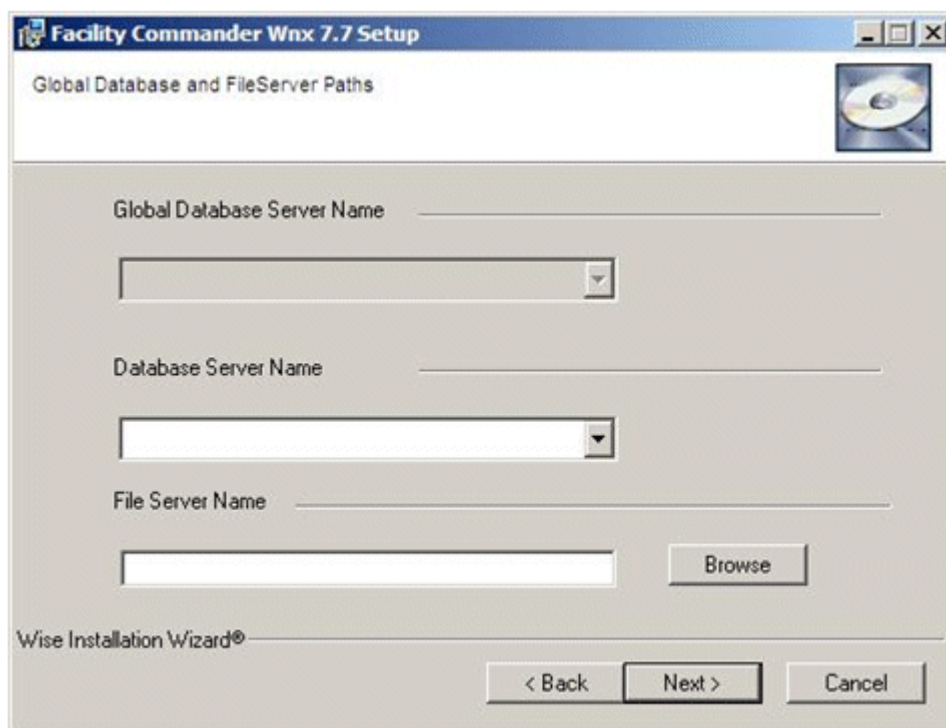 Facility Commander Wnx 7.7 Setup
Global Database and FileServer Paths
Global Database Server Name
Database Server Name
File Server Name
Browse
Wise Installation Wizard®
< Back Next > Cancel